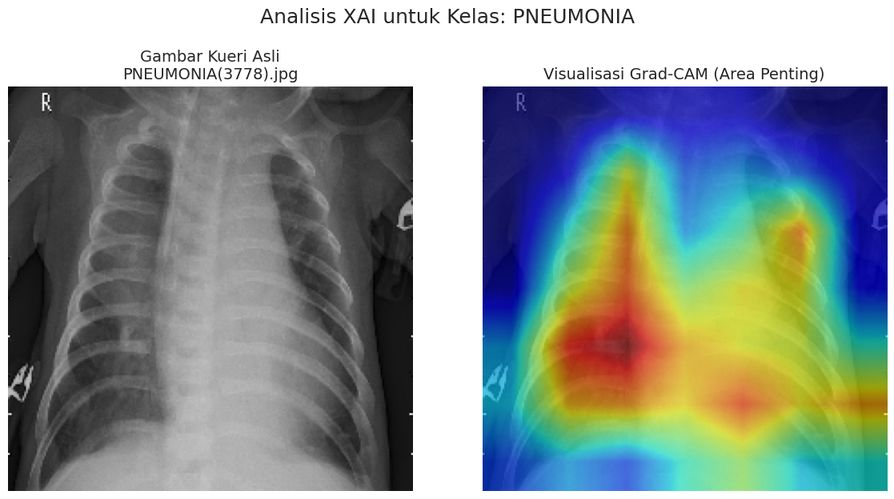 Analisis XAI untuk Kelas: PNEUMONIA
Gambar Kueri Asli
PNEUMONIA(3778).jpg
Visualisasi Grad-CAM (Area Penting)
R
R